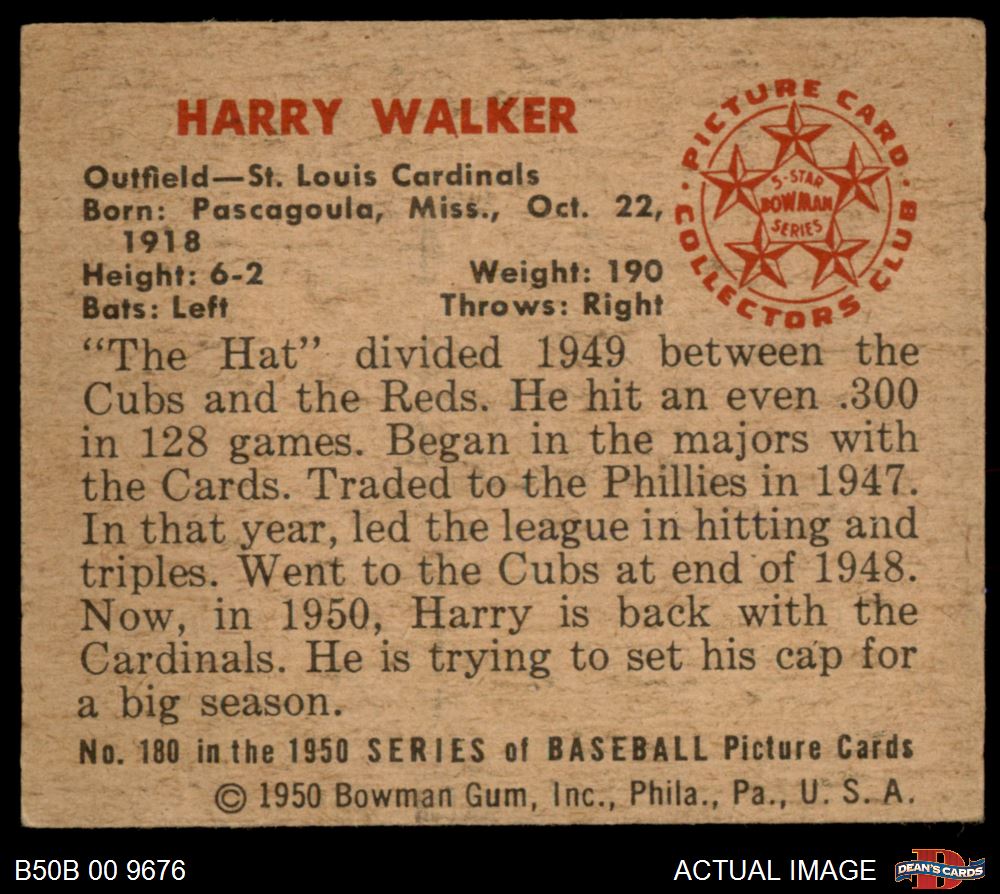 HARRY WALKER
Outfield—St. Louis Cardinals
Born: Pascagoula, Miss., Oct. 22,
1918
Height: 6-2 Weight: 190
Bats: Left Throws: Right
· PICTURE CARD ·
COLLECTORS CLUB
5-STAR
BOWMAN
SERIES
“The Hat” divided 1949 between the
Cubs and the Reds. He hit an even .300
in 128 games. Began in the majors with
the Cards. Traded to the Phillies in 1947.
In that year, led the league in hitting and
triples. Went to the Cubs at end of 1948.
Now, in 1950, Harry is back with the
Cardinals. He is trying to set his cap for
a big season.
No. 180 in the 1950 SERIES of BASEBALL Picture Cards
© 1950 Bowman Gum, Inc., Phila., Pa., U. S. A.
B50B 00 9676
ACTUAL IMAGE
D
DEAN'S CARDS